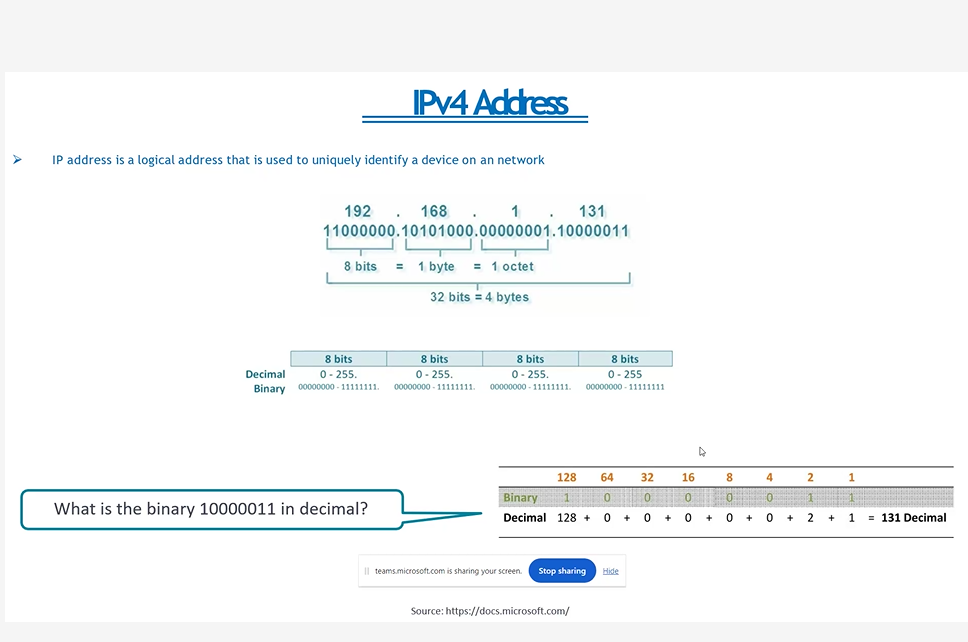 IPv4 Address
➢ IP address is a logical address that is used to uniquely identify a device on an network
192 . 168 . 1 . 131
11000000.10101000.00000001.10000011
8 bits = 1 byte = 1 octet
32 bits = 4 bytes
8 bits 8 bits 8 bits 8 bits
Decimal 0 - 255. 0 - 255. 0 - 255. 0 - 255
Binary 00000000 - 11111111. 00000000 - 11111111. 00000000 - 11111111. 00000000 - 11111111
128 64 32 16 8 4 2 1
Binary 1 0 0 0 0 0 1 1
Decimal 128 + 0 + 0 + 0 + 0 + 0 + 2 + 1 = 131 Decimal
What is the binary 10000011 in decimal?
teams.microsoft.com is sharing your screen. Stop sharing Hide
Source: https://docs.microsoft.com/